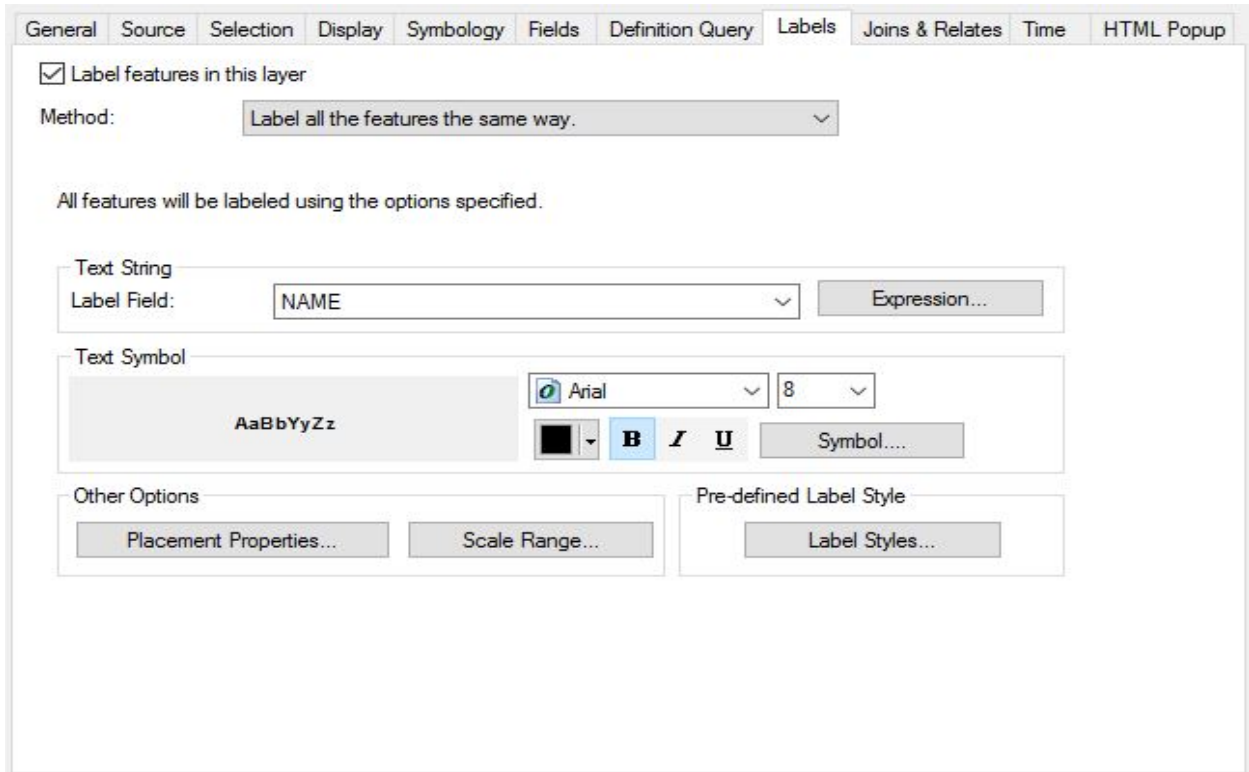 General Source Selection Display Symbology Fields Definition Query Labels Joins & Relates Time HTML Popup
Label features in this layer
Method: Label all the features the same way.
All features will be labeled using the options specified.
Text String
Label Field: NAME Expression...
Text Symbol
AaBbYyZz
Arial 8
B I U Symbol....
Other Options
Placement Properties... Scale Range...
Pre-defined Label Style
Label Styles...